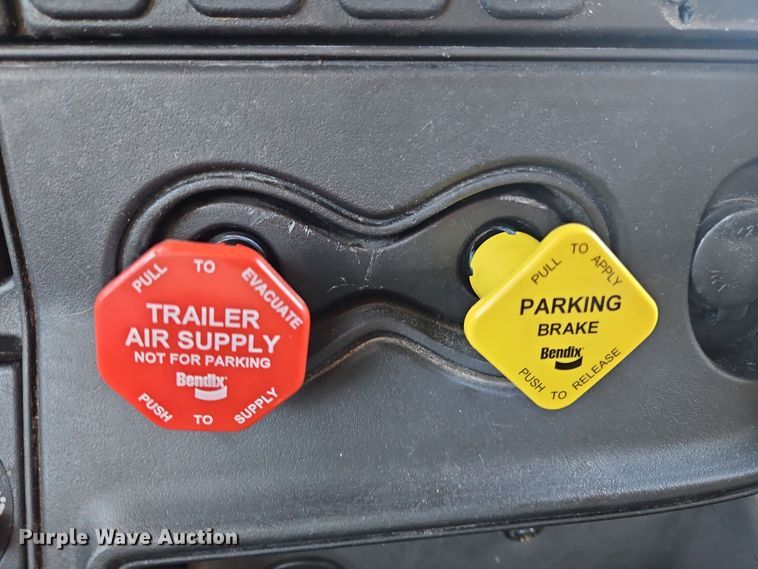 PULL TO EVACUATE
TRAILER
AIR SUPPLY
NOT FOR PARKING
Bendix
PUSH TO SUPPLY
PULL TO APPLY
PARKING
BRAKE
Bendix
PUSH TO RELEASE
Purple Wave Auction